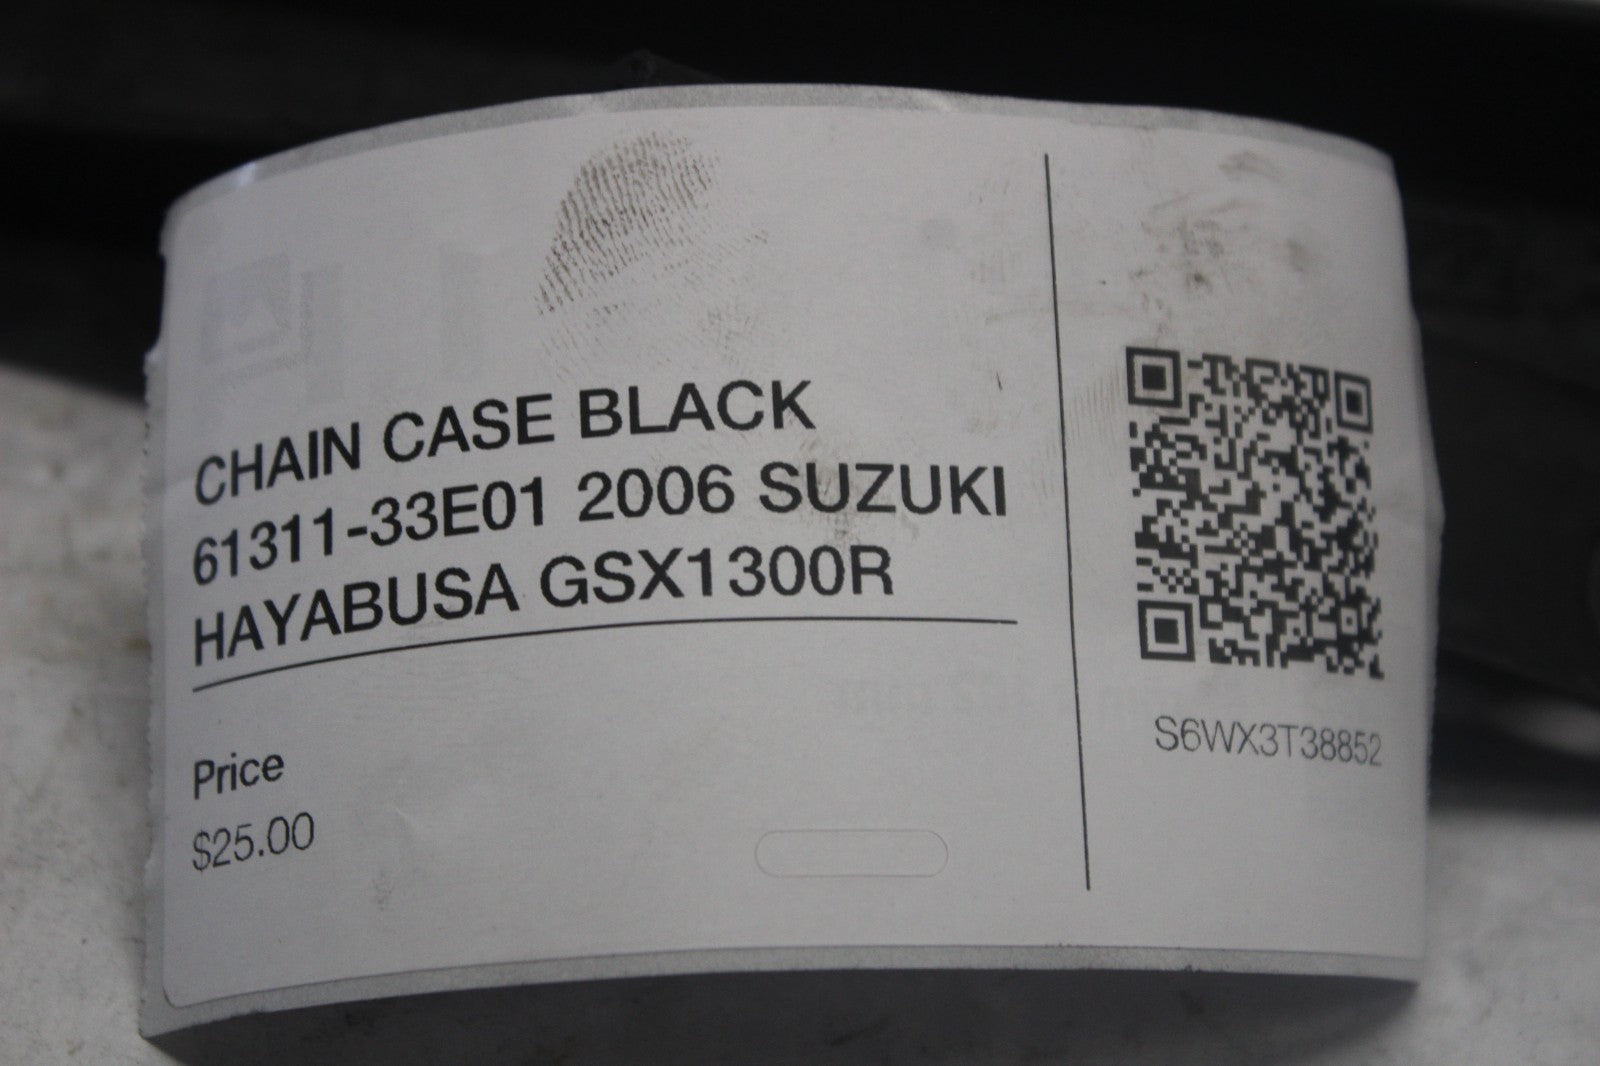 CHAIN CASE BLACK
61311-33E01 2006 SUZUKI
HAYABUSA GSX1300R
Price
$25.00
S6WX3T38852